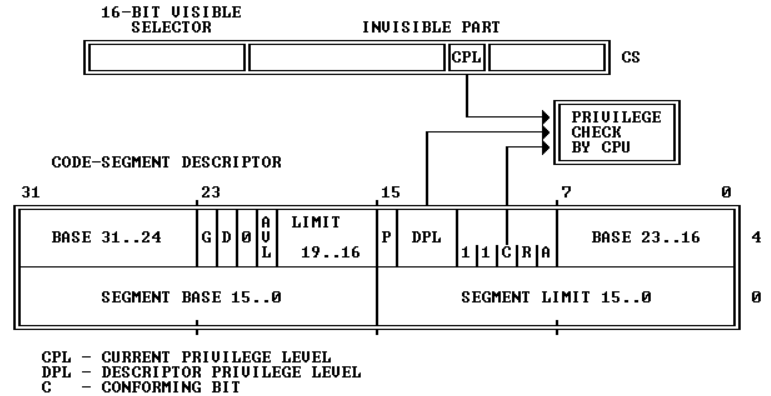 16-BIT VISIBLE
SELECTOR INVISIBLE PART
CPL CS
PRIVILEGE
CHECK
BY CPU
CODE-SEGMENT DESCRIPTOR
31 23 15 7 0
BASE 31..24 G D 0 AVL LIMIT 19..16 P DPL 1 1 C R A BASE 23..16 4
SEGMENT BASE 15..0 SEGMENT LIMIT 15..0 0
CPL - CURRENT PRIVILEGE LEVEL
DPL - DESCRIPTOR PRIVILEGE LEVEL
C - CONFORMING BIT